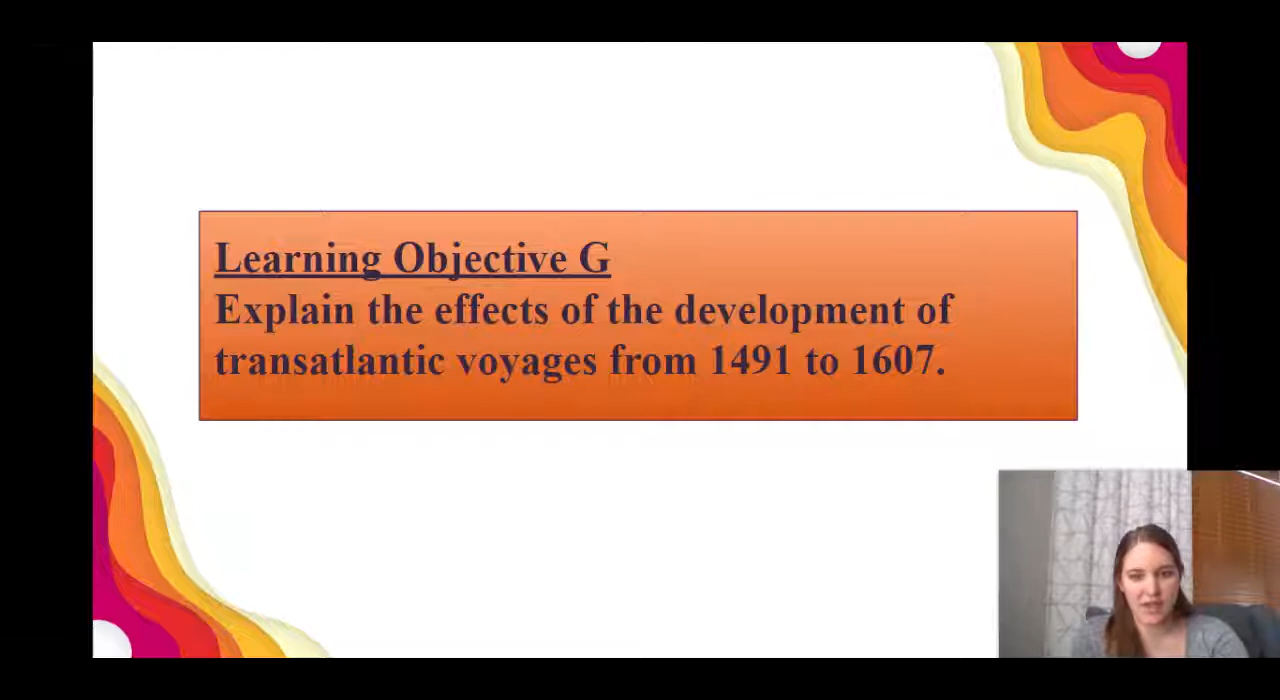 Learning Objective G
Explain the effects of the development of
transatlantic voyages from 1491 to 1607.